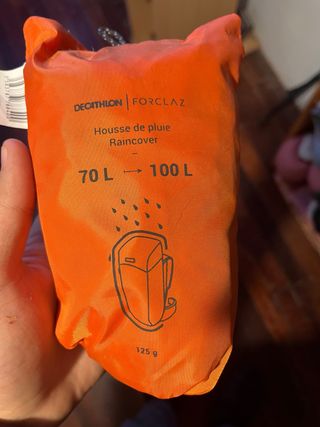 DECATHLON | FORCLAZ
Housse de pluie
Raincover
–
70 L ↔ 100 L
125 g